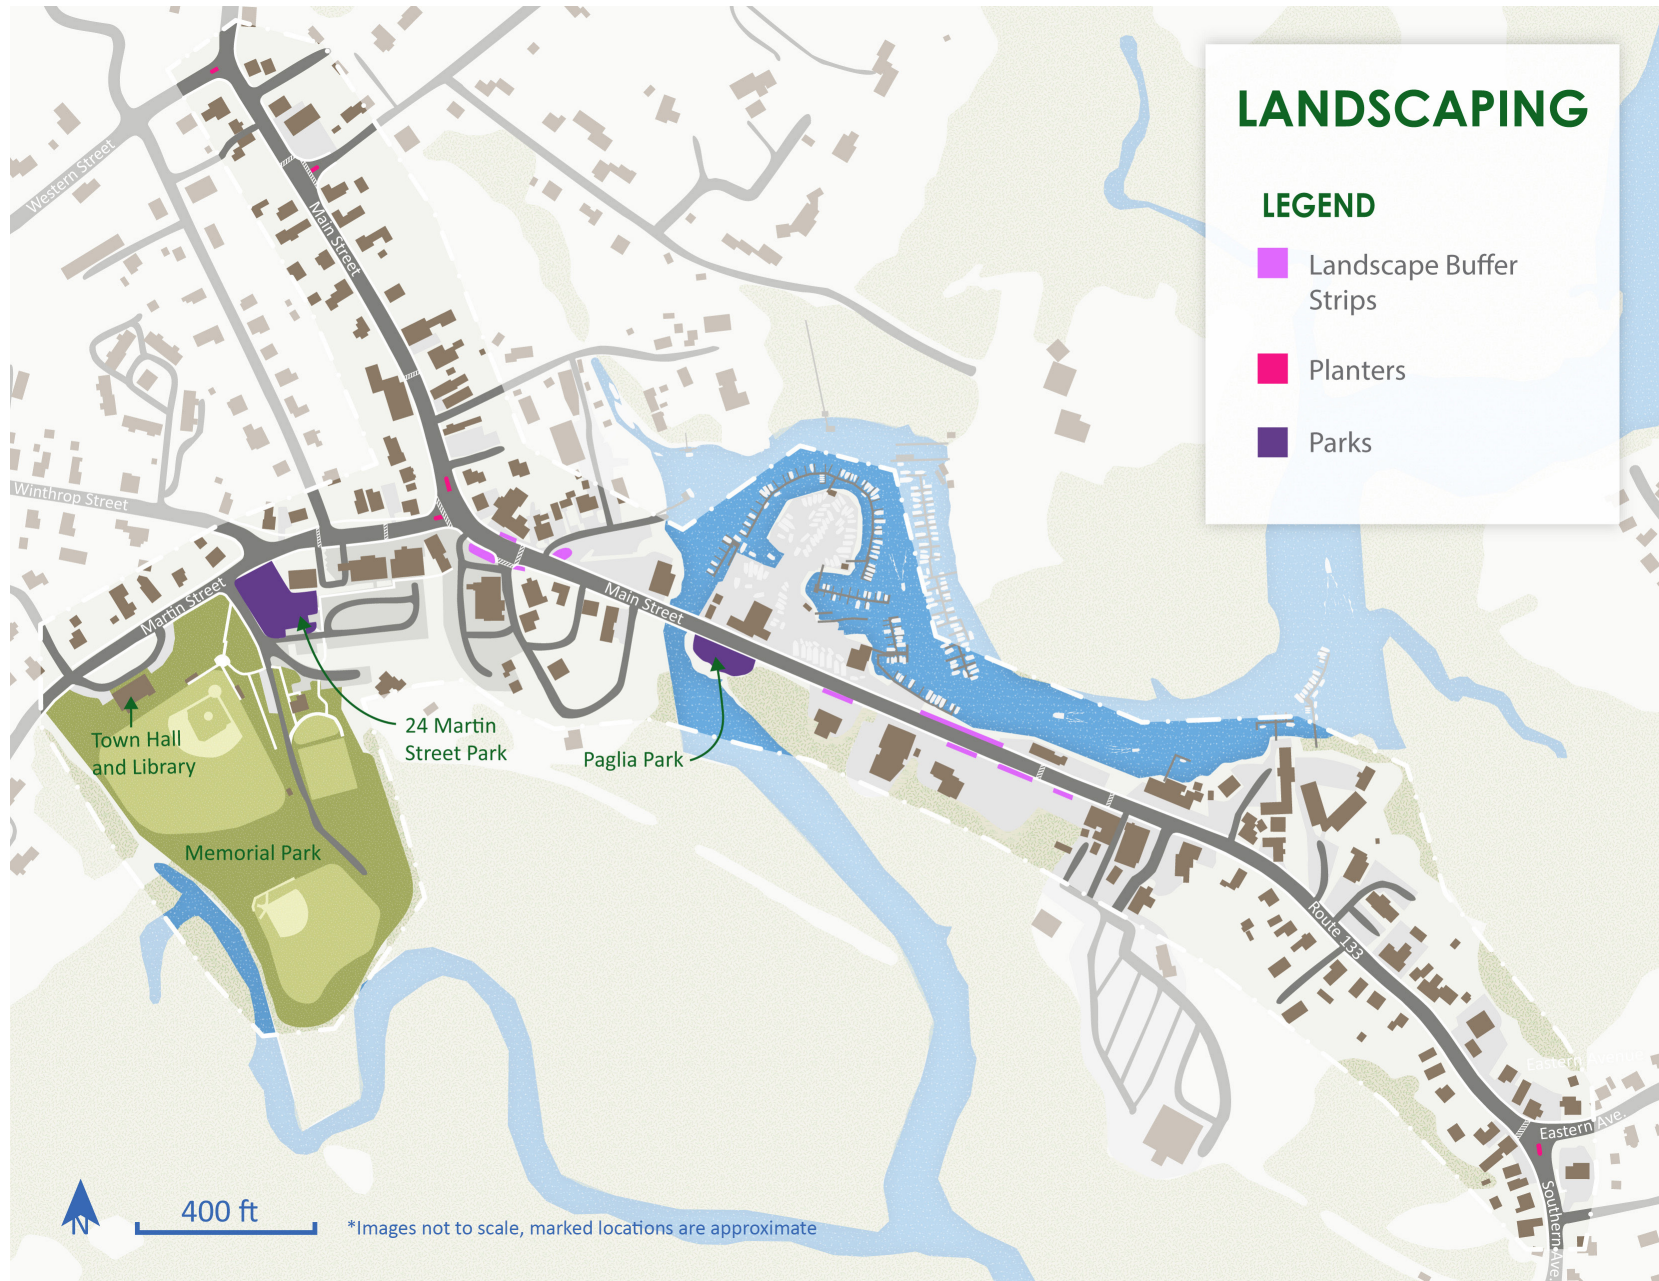 LANDSCAPING
LEGEND
Landscape Buffer
Strips
Planters
Parks
Western Street
Main Street
Winthrop Street
Martin Street
Main Street
Town Hall
and Library
24 Martin
Street Park
Paglia Park
Memorial Park
Route 133
Eastern Ave.
Southern Ave
N
400 ft
*Images not to scale, marked locations are approximate